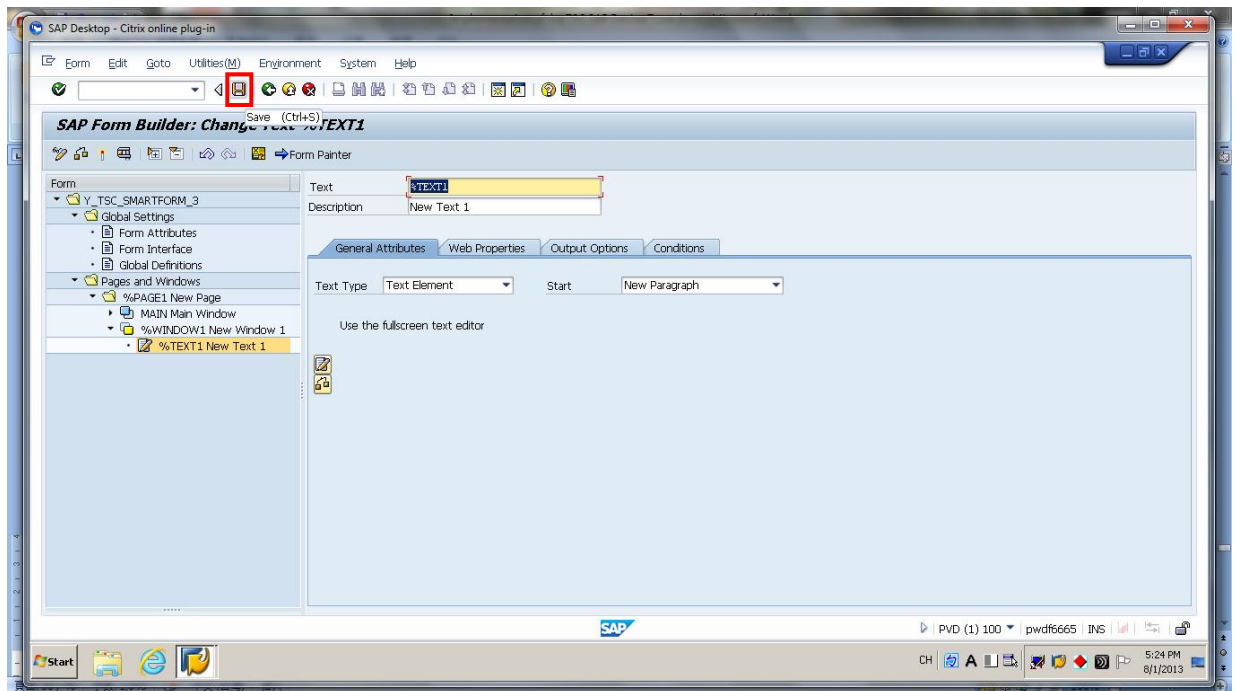 SAP Desktop - Citrix online plug-in
Form Edit Goto Utilities(M) Environment System Help
Save (Ctrl+S)
SAP Form Builder: Change Text %TEXT1
Form Painter
Form
Y_TSC_SMARTFORM_3
Global Settings
Form Attributes
Form Interface
Global Definitions
Pages and Windows
%PAGE1 New Page
MAIN Main Window
%WINDOW1 New Window 1
%TEXT1 New Text 1
Text %TEXT1
Description New Text 1
General Attributes Web Properties Output Options Conditions
Text Type Text Element Start New Paragraph
Use the fullscreen text editor
SAP
PVD (1) 100 pwdf6665 INS
Start
CH A
5:24 PM
8/1/2013